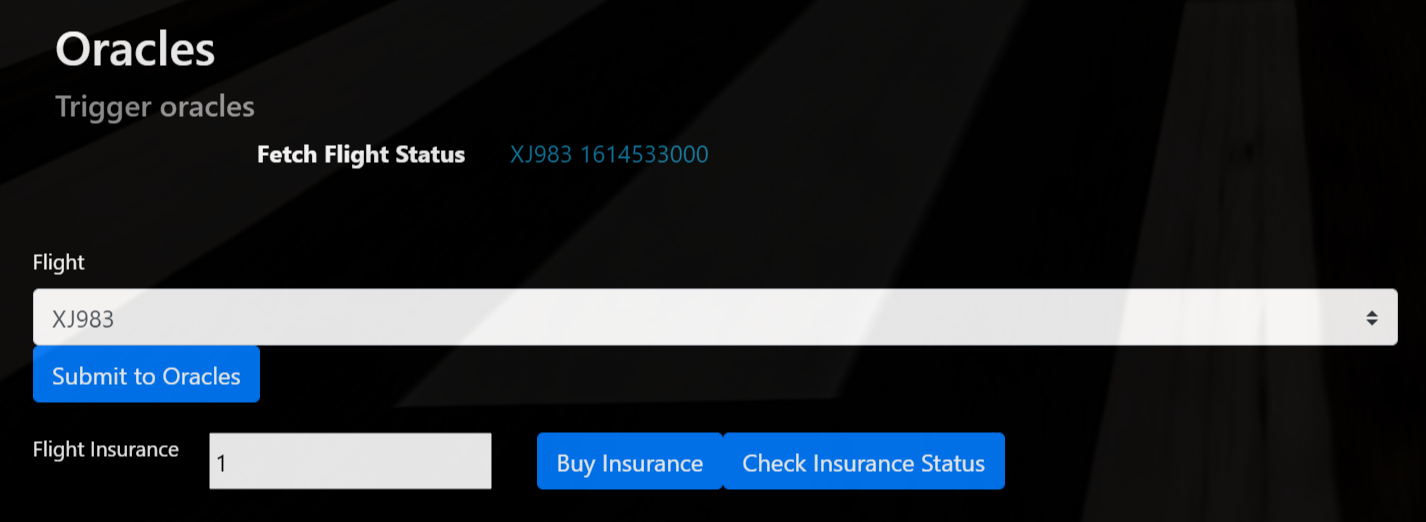 Oracles
Trigger oracles
Fetch Flight Status XJ983 1614533000
Flight
XJ983
Submit to Oracles
Flight Insurance 1 Buy Insurance Check Insurance Status